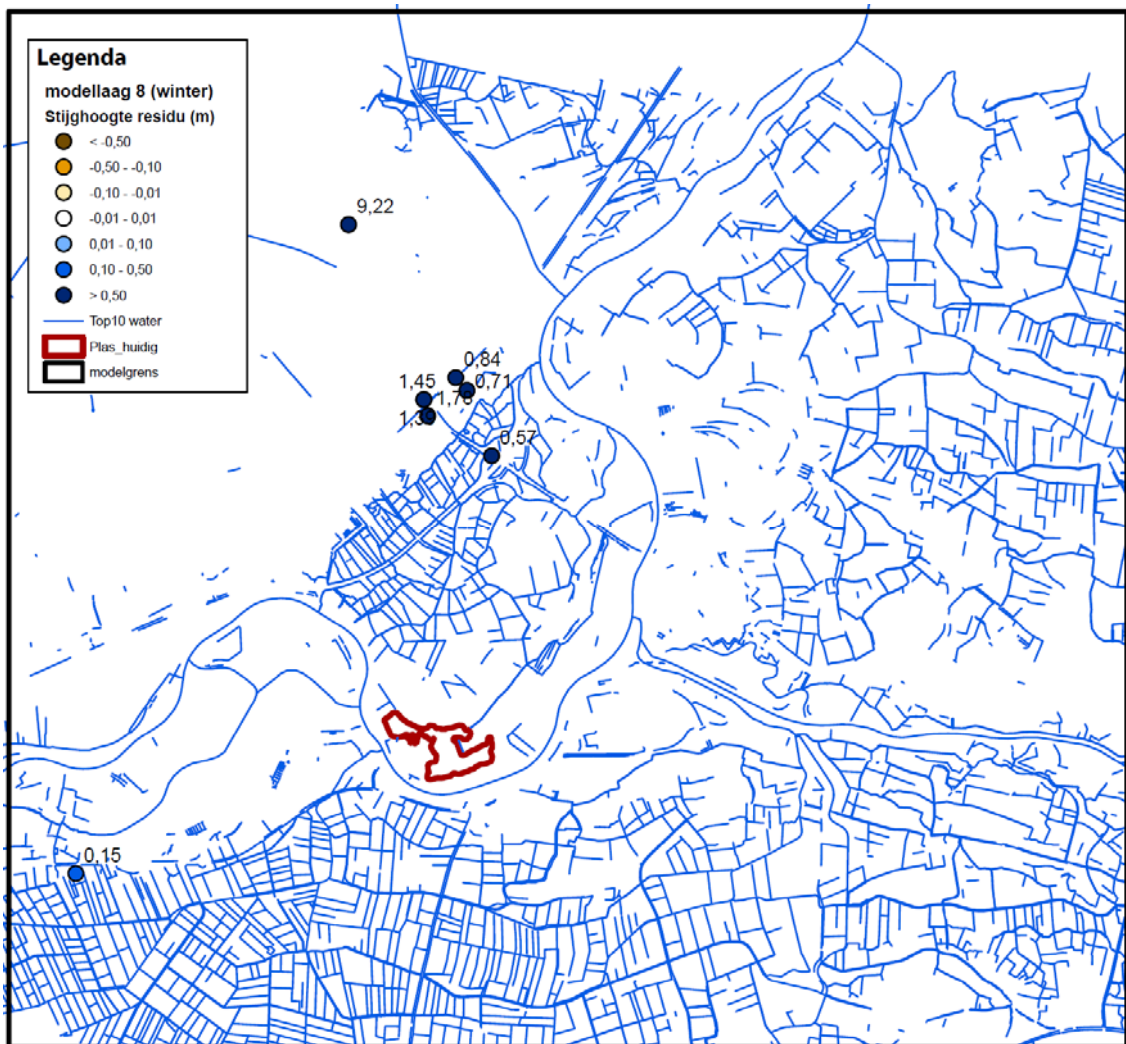 Legenda
modellaag 8 (winter)
Stijghoogte residu (m)
< -0,50
-0,50 - -0,10
-0,10 - -0,01
-0,01 - 0,01
0,01 - 0,10
0,10 - 0,50
> 0,50
Top10 water
Plas_huidig
modelgrens
9,22
0,84
0,71
1,45
1,78
0,57
0,15